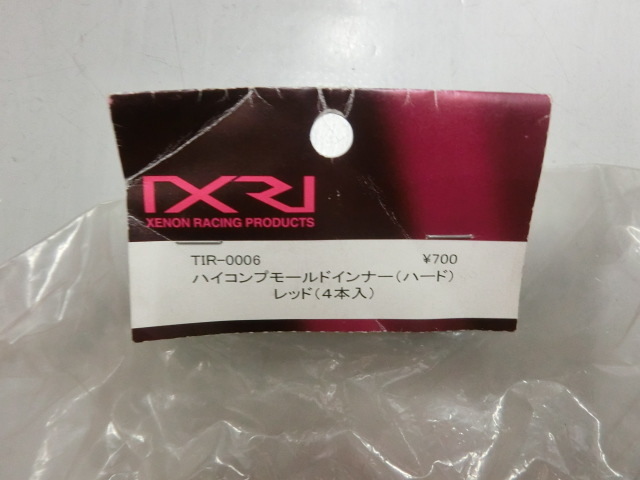 XENON RACING PRODUCTS
TIR-0006 ¥700
ハイコンプモールドインナー(ハード)
レッド(4本入)